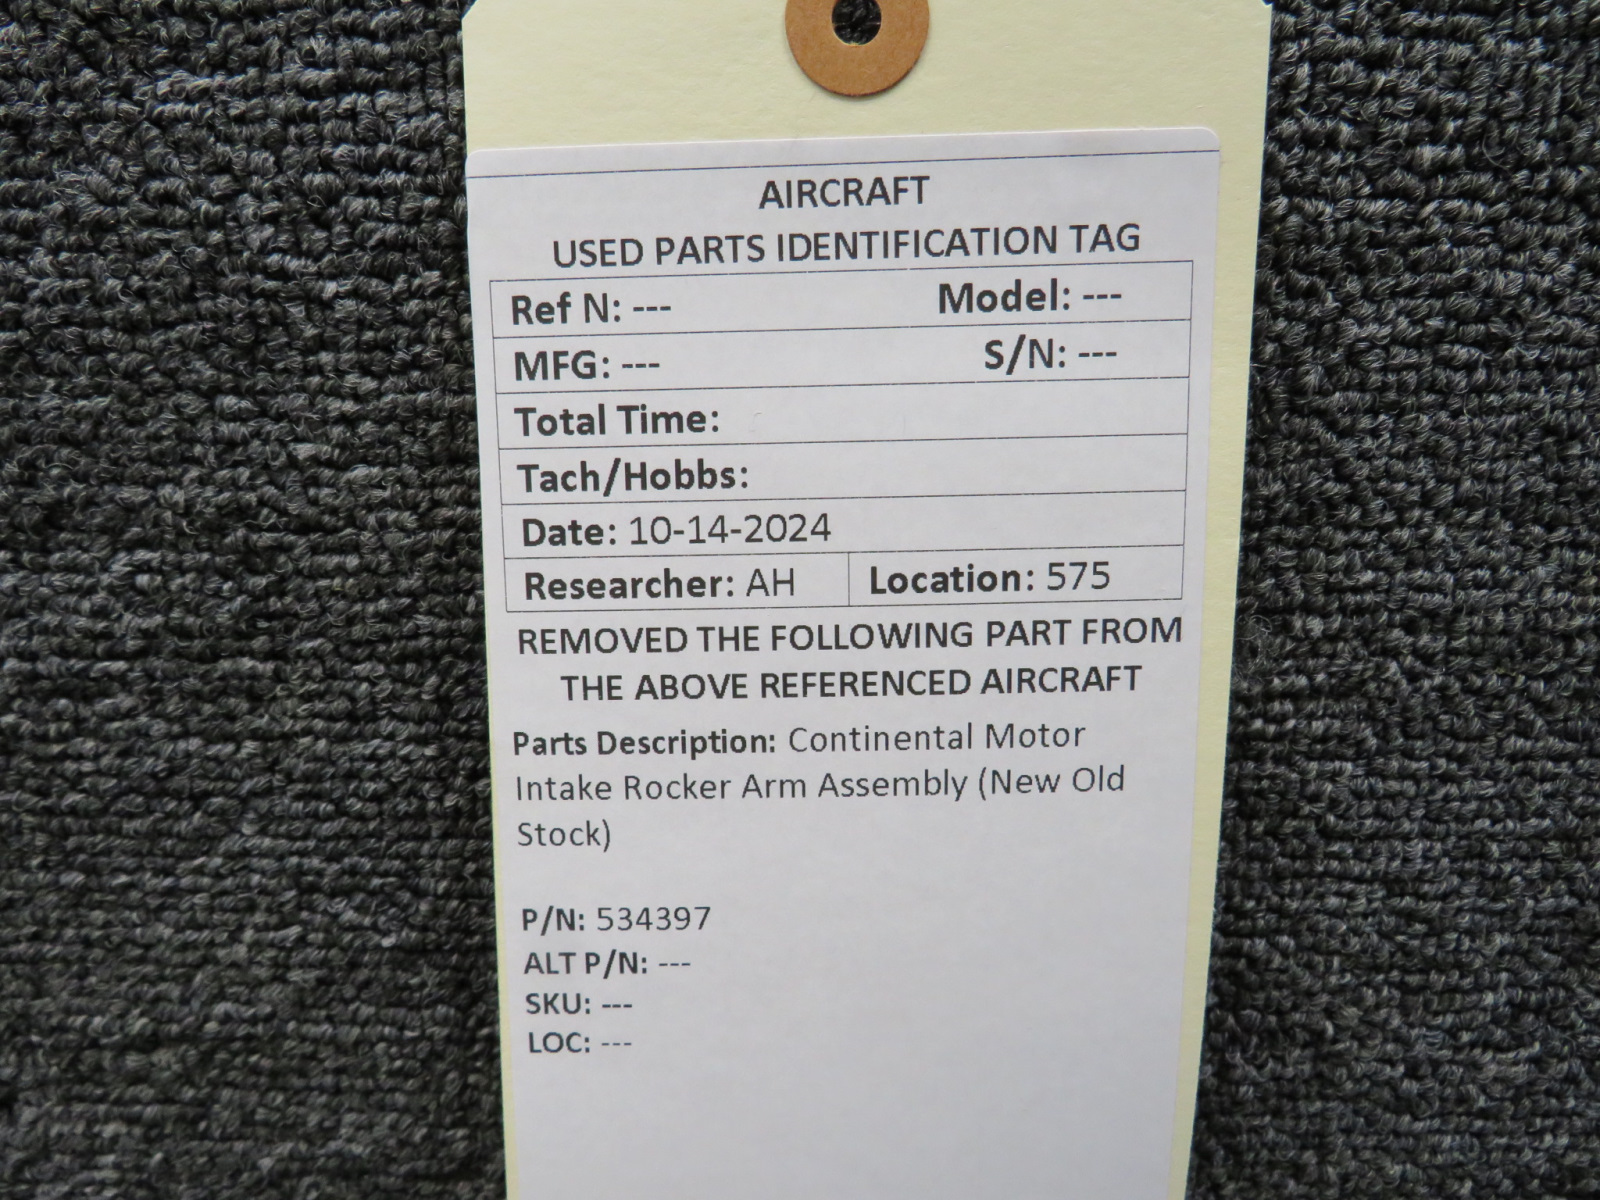 AIRCRAFT
USED PARTS IDENTIFICATION TAG
Ref N: --- Model: ---
MFG: --- S/N: ---
Total Time:
Tach/Hobbs:
Date: 10-14-2024
Researcher: AH Location: 575
REMOVED THE FOLLOWING PART FROM
THE ABOVE REFERENCED AIRCRAFT
Parts Description: Continental Motor
Intake Rocker Arm Assembly (New Old
Stock)
P/N: 534397
ALT P/N: ---
SKU: ---
LOC: ---